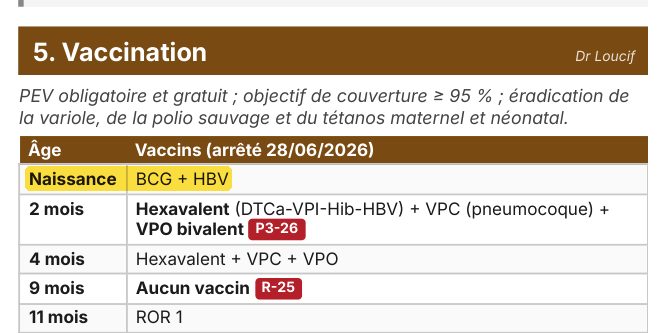 5. Vaccination
Dr Loucif
PEV obligatoire et gratuit ; objectif de couverture ≥ 95 % ; éradication de
la variole, de la polio sauvage et du tétanos maternel et néonatal.
Âge Vaccins (arrêté 28/06/2026)
Naissance BCG + HBV
2 mois Hexavalent (DTCa-VPI-Hib-HBV) + VPC (pneumocoque) +
VPO bivalent P3-26
4 mois Hexavalent + VPC + VPO
9 mois Aucun vaccin R-25
11 mois ROR 1